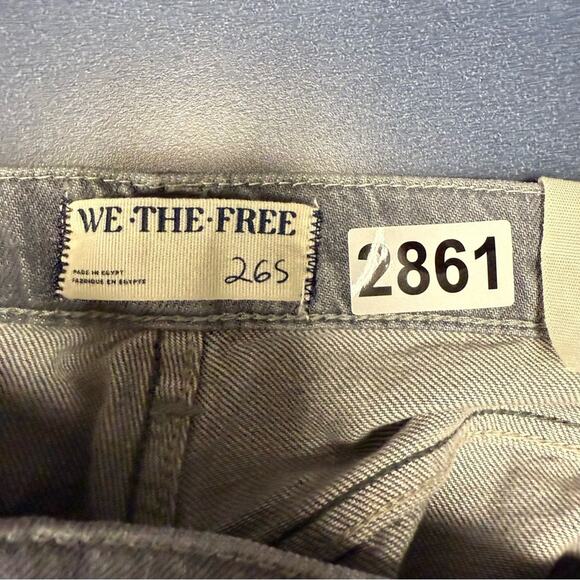 WE·THE·FREE
MADE IN EGYPT
FABRIQUE EN EGYPTE
26S
2861